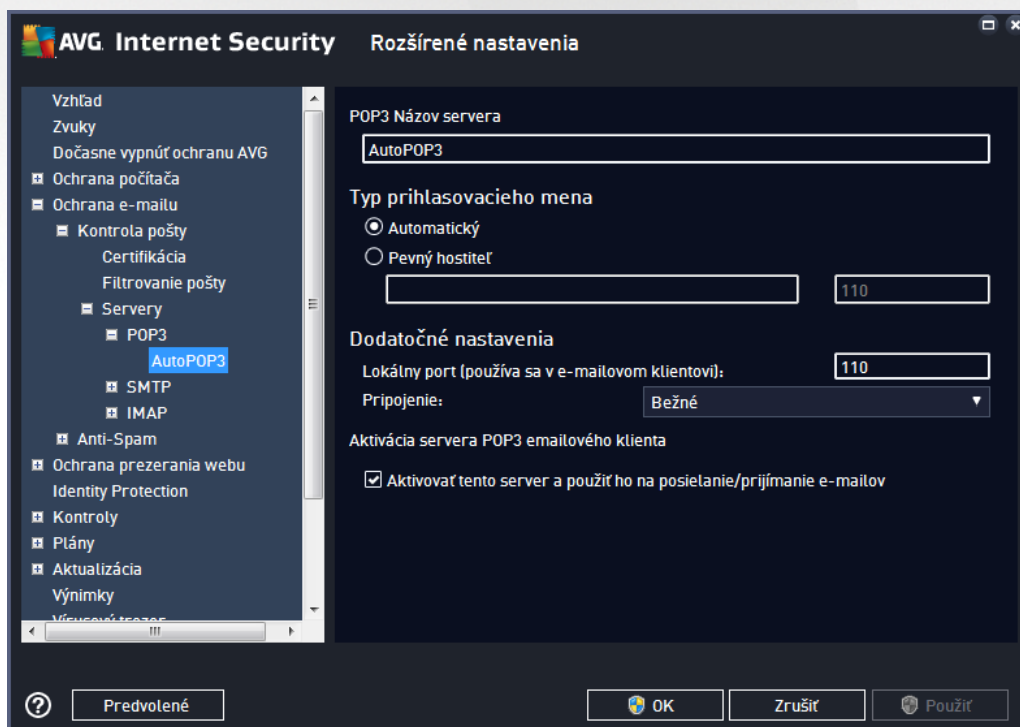 AVG. Internet Security Rozšírené nastavenia
Vzhľad
Zvuky
Dočasne vypnúť ochranu AVG
Ochrana počítača
Ochrana e-mailu
Kontrola pošty
Certifikácia
Filtrovanie pošty
Servery
POP3
AutoPOP3
SMTP
IMAP
Anti-Spam
Ochrana prezerania webu
Identity Protection
Kontroly
Plány
Aktualizácia
Výnimky
Vírusový trezor
POP3 Názov servera
AutoPOP3
Typ prihlasovacieho mena
Automatický
Pevný hostiteľ
110
Dodatočné nastavenia
Lokálny port (používa sa v e-mailovom klientovi): 110
Pripojenie: Bežné
Aktivácia servera POP3 emailového klienta
Aktivovať tento server a použiť ho na posielanie/prijímanie e-mailov
Predvolené
OK
Zrušiť
Použiť